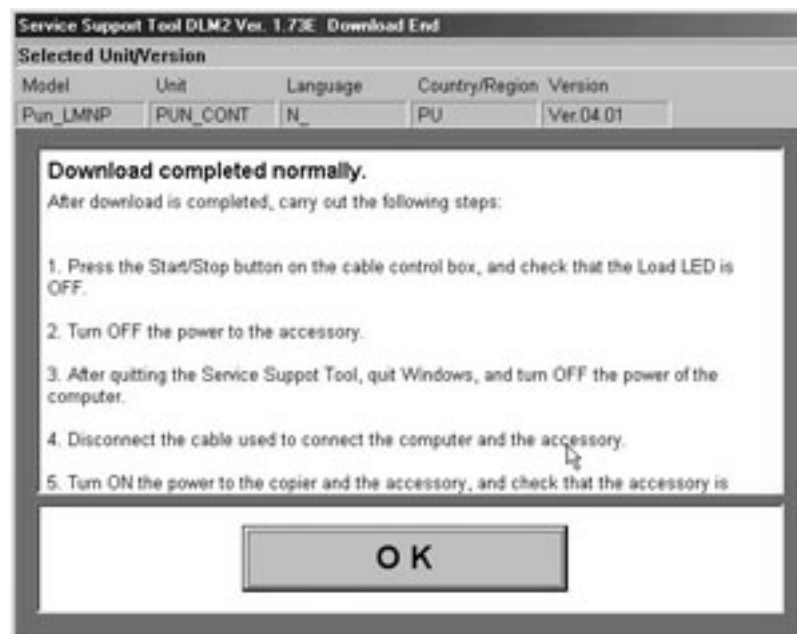 Service Support Tool DLM2 Ver. 1.73E Download End
Selected Unit/Version
Model Unit Language Country/Region Version
Pun_LMNP PUN_CONT N_ PU Ver.04.01
Download completed normally.
After download is completed, carry out the following steps:
1. Press the Start/Stop button on the cable control box, and check that the Load LED is
OFF.
2. Turn OFF the power to the accessory.
3. After quitting the Service Suppot Tool, quit Windows, and turn OFF the power of the
computer.
4. Disconnect the cable used to connect the computer and the accessory.
5. Turn ON the power to the copier and the accessory, and check that the accessory is
OK